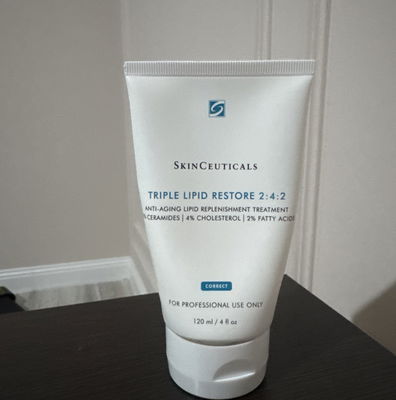 SKINCEUTICALS
TRIPLE LIPID RESTORE 2:4:2
ANTI-AGING LIPID REPLENISHMENT TREATMENT
% CERAMIDES | 4% CHOLESTEROL | 2% FATTY ACIDS
CORRECT
FOR PROFESSIONAL USE ONLY
120 ml / 4 fl oz